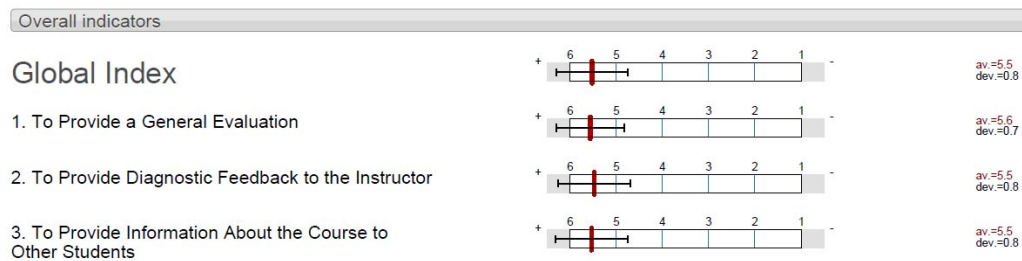 Overall indicators
Global Index
+ 6 5 4 3 2 1 -
av.=5.5
dev.=0.8
1. To Provide a General Evaluation
+ 6 5 4 3 2 1 -
av.=5.6
dev.=0.7
2. To Provide Diagnostic Feedback to the Instructor
+ 6 5 4 3 2 1 -
av.=5.5
dev.=0.8
3. To Provide Information About the Course to
Other Students
+ 6 5 4 3 2 1 -
av.=5.5
dev.=0.8